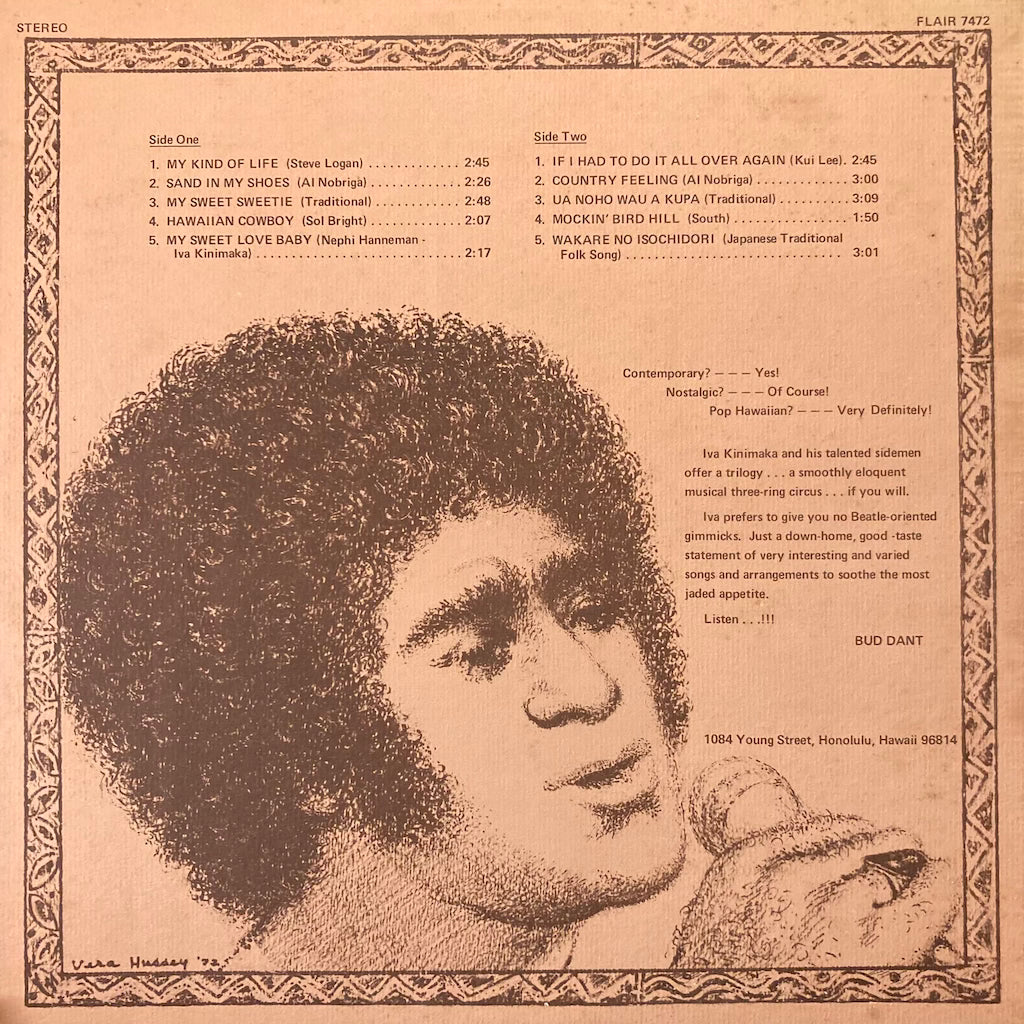 STEREO
FLAIR 7472
Side One
1. MY KIND OF LIFE (Steve Logan) . . . . . . . . . . . . 2:45
2. SAND IN MY SHOES (Al Nobriga) . . . . . . . . . . . . 2:26
3. MY SWEET SWEETIE (Traditional) . . . . . . . . . . . . 2:48
4. HAWAIIAN COWBOY (Sol Bright) . . . . . . . . . . . . 2:07
5. MY SWEET LOVE BABY (Nephi Hanneman -
Iva Kinimaka) . . . . . . . . . . . . . . . . . . . . . . . . . . . . 2:17
Side Two
1. IF I HAD TO DO IT ALL OVER AGAIN (Kui Lee). 2:45
2. COUNTRY FEELING (Al Nobriga) . . . . . . . . . . . . 3:00
3. UA NOHO WAU A KUPA (Traditional) . . . . . . . . . 3:09
4. MOCKIN' BIRD HILL (South) . . . . . . . . . . . . . . . 1:50
5. WAKARE NO ISOCHIDORI (Japanese Traditional
Folk Song) . . . . . . . . . . . . . . . . . . . . . . . . . . . . . 3:01
Contemporary? — — — Yes!
Nostalgic? — — — Of Course!
Pop Hawaiian? — — — Very Definitely!
Iva Kinimaka and his talented sidemen
offer a trilogy . . . a smoothly eloquent
musical three-ring circus . . . if you will.
Iva prefers to give you no Beatle-oriented
gimmicks. Just a down-home, good -taste
statement of very interesting and varied
songs and arrangements to soothe the most
jaded appetite.
Listen . . .!!!
BUD DANT
1084 Young Street, Honolulu, Hawaii 96814
Vera Hussey '72